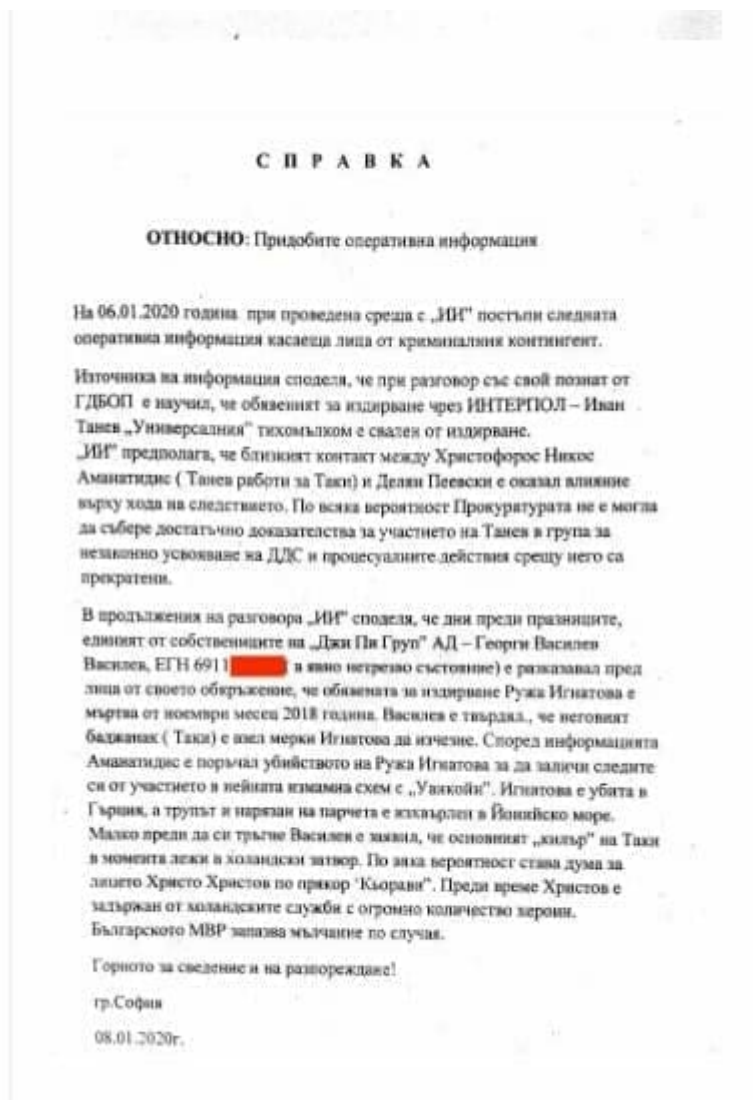 С П Р А В К А
ОТНОСНО: Придобите оперативна информация
На 06.01.2020 година при проведена среща с „ИИ" постъпи следната
оперативна информация касаеща лица от криминалния контингент.
Източника на информация споделя, че при разговор със свой познат от
ГДБОП е научил, че обявеният за издирване чрез ИНТЕРПОЛ – Иван
Танев „Универсалния" тихомълком е свален от издирване.
„ИИ" предполага, че близкият контакт между Христофорос Никос
Аманатидис ( Танев работи за Таки) и Делян Пеевски е оказал влияние
върху хода на следствието. По всяка вероятност Прокуратурата не е могла
да събере достатъчно доказателства за участието на Танев в група за
незаконно усвояване на ДДС и процесуалните действия срещу него са
прекратени.
В продължения на разговора „ИИ" споделя, че дни преди празниците,
единият от собствениците на „Джи Пи Груп" АД – Георги Василев
Василев, ЕГН 6911 в явно нетрезво състояние) е разказвал пред
лица от своето обкръжение, че обявената за издирване Ружа Игнатова е
мъртва от ноември месец 2018 година. Василев е твърдял., че неговият
баджанак ( Таки) е взел мерки Игнатова да изчезне. Според информацията
Аманатидис е поръчал убийството на Ружа Игнатова за да заличи следите
си от участието в нейната измамна схем с „Уанкойн". Игнатова е убита в
Гърция, а трупът и нарязан на парчета е изхвърлен в Йонийско море.
Малко преди да си тръгне Василев е заявил, че основният „килър" на Таки
в момента лежи в холандски затвор. По вяка вероятност става дума за
лицето Христо Христов по прякор "Кьорави". Преди време Христов е
задържан от холандските служби с огромно количество хероин.
Българското МВР запазва мълчание по случая.
Горното за сведение и на разпореждане!
гр.София
08.01.2020г.